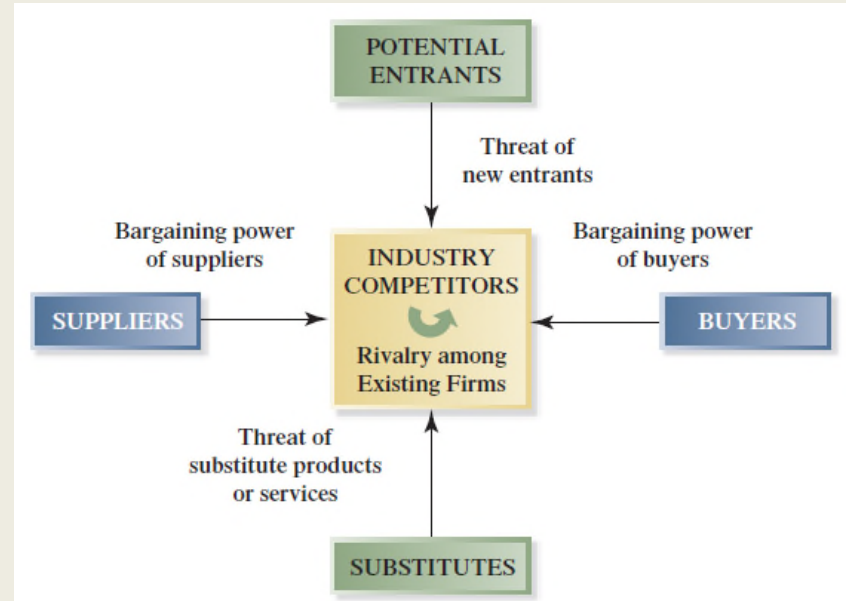 POTENTIAL
ENTRANTS
Threat of
new entrants
Bargaining power
of suppliers
Bargaining power
of buyers
SUPPLIERS
INDUSTRY
COMPETITORS
Rivalry among
Existing Firms
BUYERS
Threat of
substitute products
or services
SUBSTITUTES